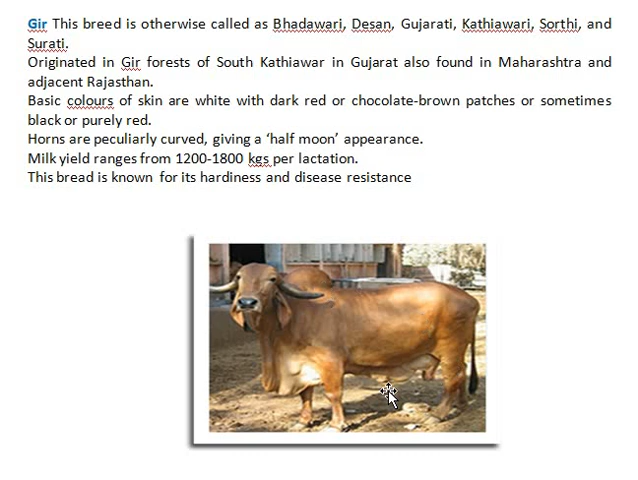 Gir This breed is otherwise called as Bhadawari, Desan, Gujarati, Kathiawari, Sorthi, and
Surati.
Originated in Gir forests of South Kathiawar in Gujarat also found in Maharashtra and
adjacent Rajasthan.
Basic colours of skin are white with dark red or chocolate-brown patches or sometimes
black or purely red.
Horns are peculiarly curved, giving a ‘half moon’ appearance.
Milk yield ranges from 1200-1800 kgs per lactation.
This bread is known for its hardiness and disease resistance